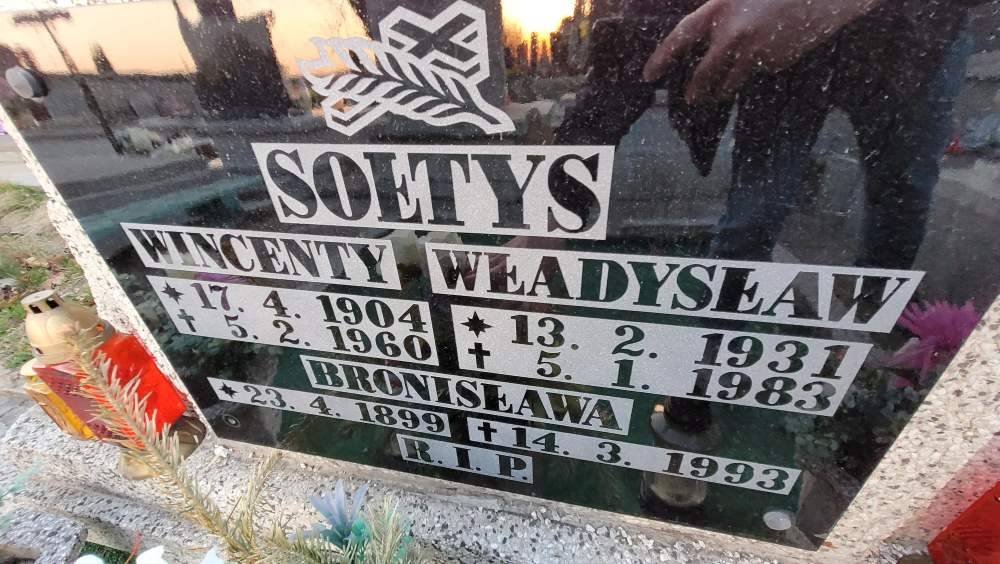 SOŁTYS
WINCENTY
* 17. 4. 1904
† 5. 2. 1960
WŁADYSŁAW
* 13. 2. 1931
† 5. 1. 1983
BRONISŁAWA
* 23. 4. 1899 † 14. 3. 1993
R. I. P.